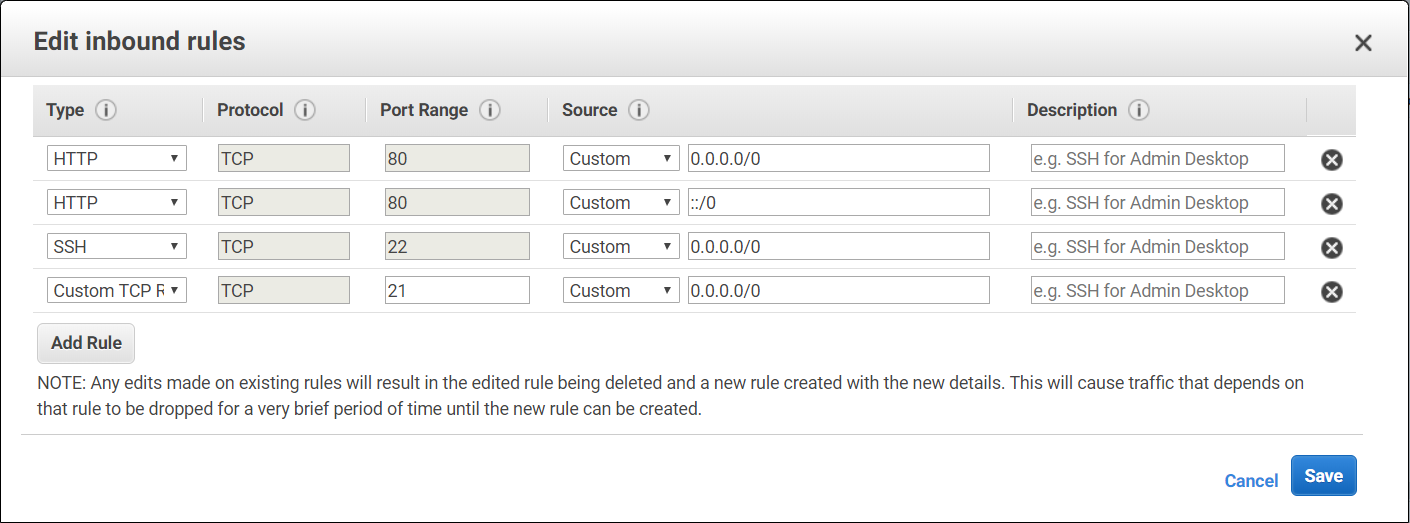 Edit inbound rules
Type Protocol Port Range Source Description
HTTP TCP 80 Custom 0.0.0.0/0 e.g. SSH for Admin Desktop
HTTP TCP 80 Custom ::/0 e.g. SSH for Admin Desktop
SSH TCP 22 Custom 0.0.0.0/0 e.g. SSH for Admin Desktop
Custom TCP R TCP 21 Custom 0.0.0.0/0 e.g. SSH for Admin Desktop
Add Rule
NOTE: Any edits made on existing rules will result in the edited rule being deleted and a new rule created with the new details. This will cause traffic that depends on
that rule to be dropped for a very brief period of time until the new rule can be created.
Cancel Save